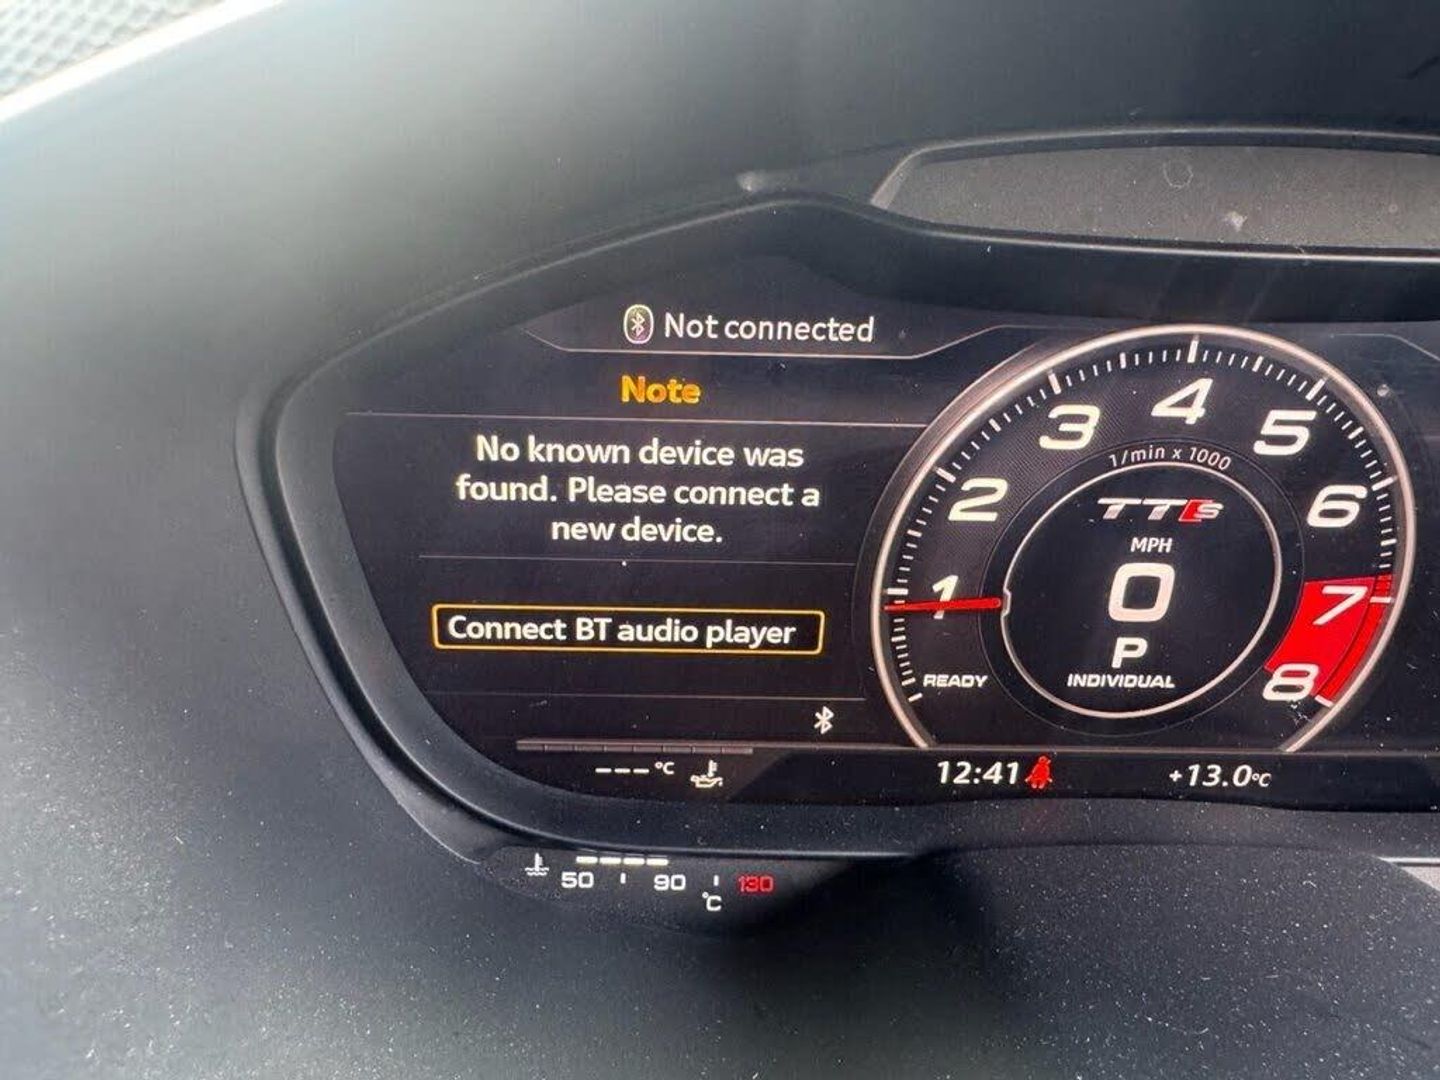 Not connected
Note
No known device was
found. Please connect a
new device.
Connect BT audio player
---°C
1
2
3
4
5
6
7
8
1/min x 1000
TTS
MPH
0
P
READY
INDIVIDUAL
12:41
+13.0°C
50
90
130
°C